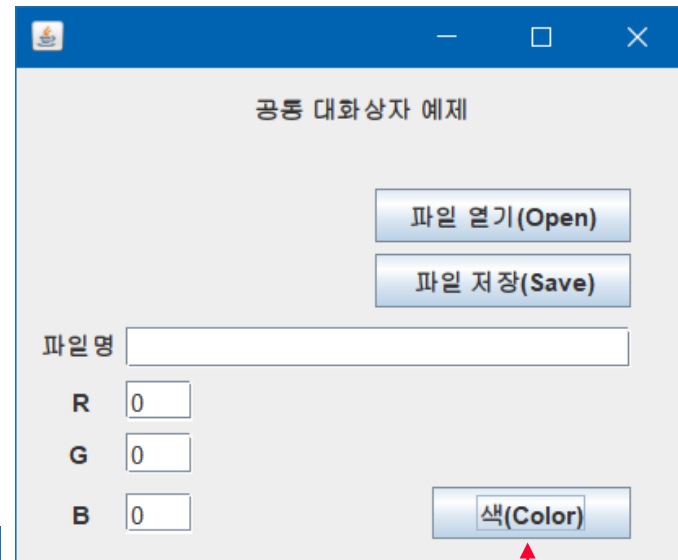 공통 대화상자 예제
파일 열기(Open)
파일 저장(Save)
파일명
R 0
G 0
B 0 색(Color)